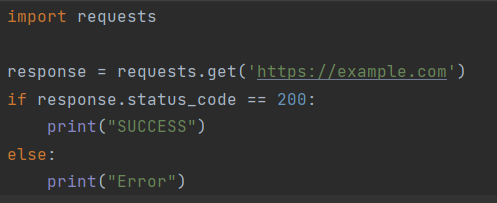 import requests

response = requests.get('https://example.com')
if response.status_code == 200:
    print("SUCCESS")
else:
    print("Error")